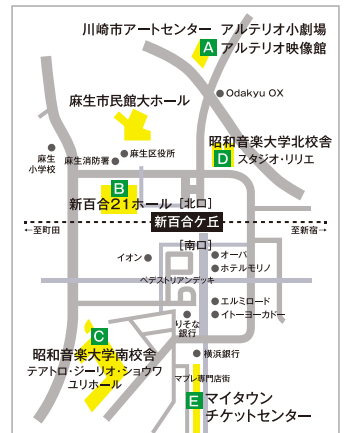 川崎市アートセンター アルテリオ小劇場
A アルテリオ映像館
Odakyu OX
麻生市民館大ホール
昭和音楽大学北校舎
D スタジオ・リリエ
麻生
小学校
麻生消防署
麻生区役所
B
新百合21ホール
[北口]
新百合ケ丘
←至町田
至新宿→
[南口]
イオン
オーパ
ホテルモリノ
ペデストリアンデッキ
エルミロード
イトーヨーカドー
りそな
銀行
C
昭和音楽大学南校舎
テアトロ・ジーリオ・ショウワ
ユリホール
横浜銀行
マプレ専門店街
E マイタウン
チケットセンター